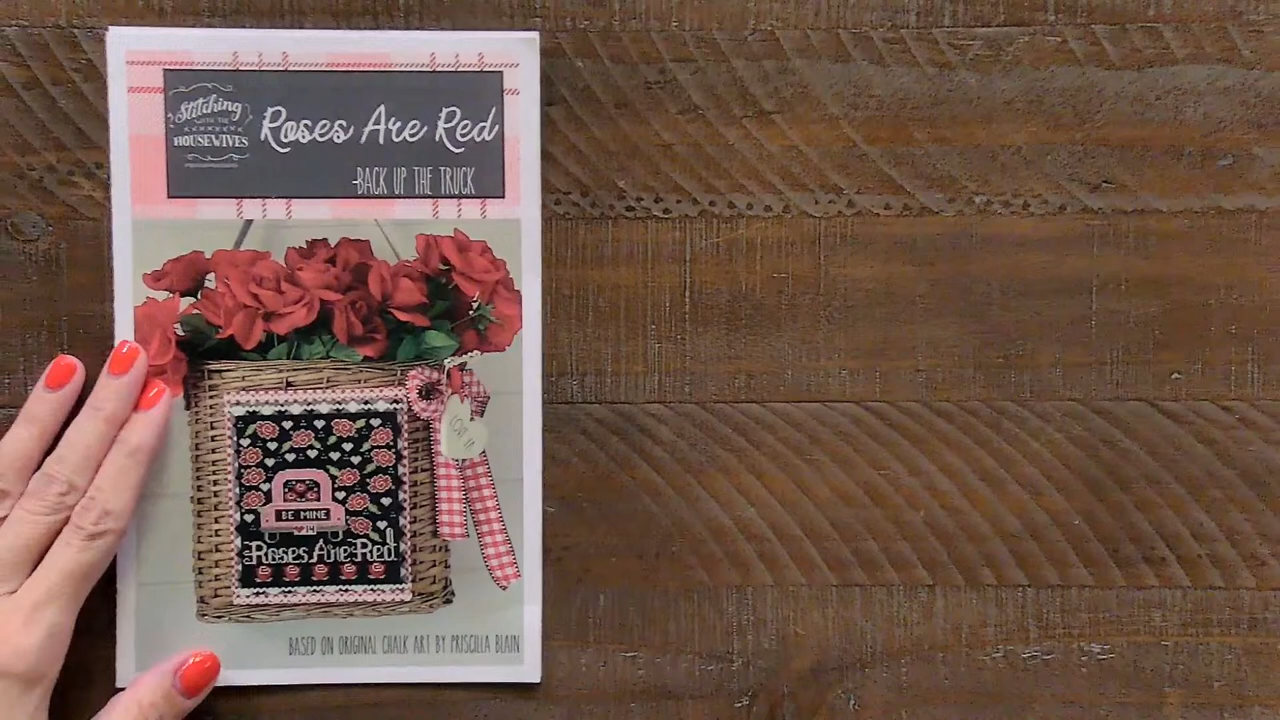 Stitching
WITH THE
HOUSEWIVES
Roses Are Red
-BACK UP THE TRUCK
BE MINE
14
Roses Are Red
BASED ON ORIGINAL CHALK ART BY PRISCILLA BLAIN